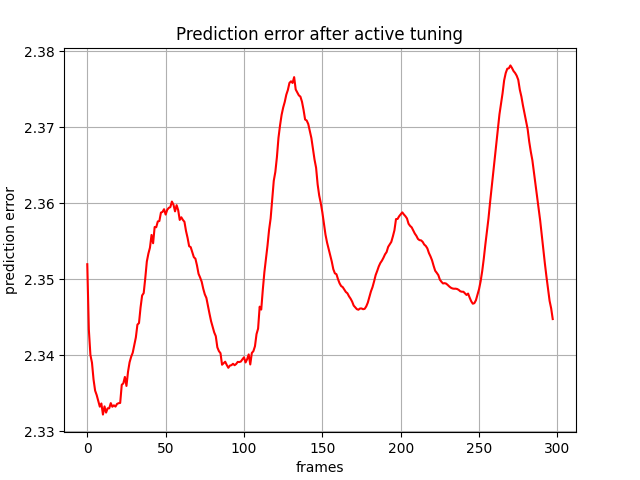 Prediction error after active tuning
2.38
2.37
2.36
2.35
2.34
2.33
prediction error
0 50 100 150 200 250 300
frames